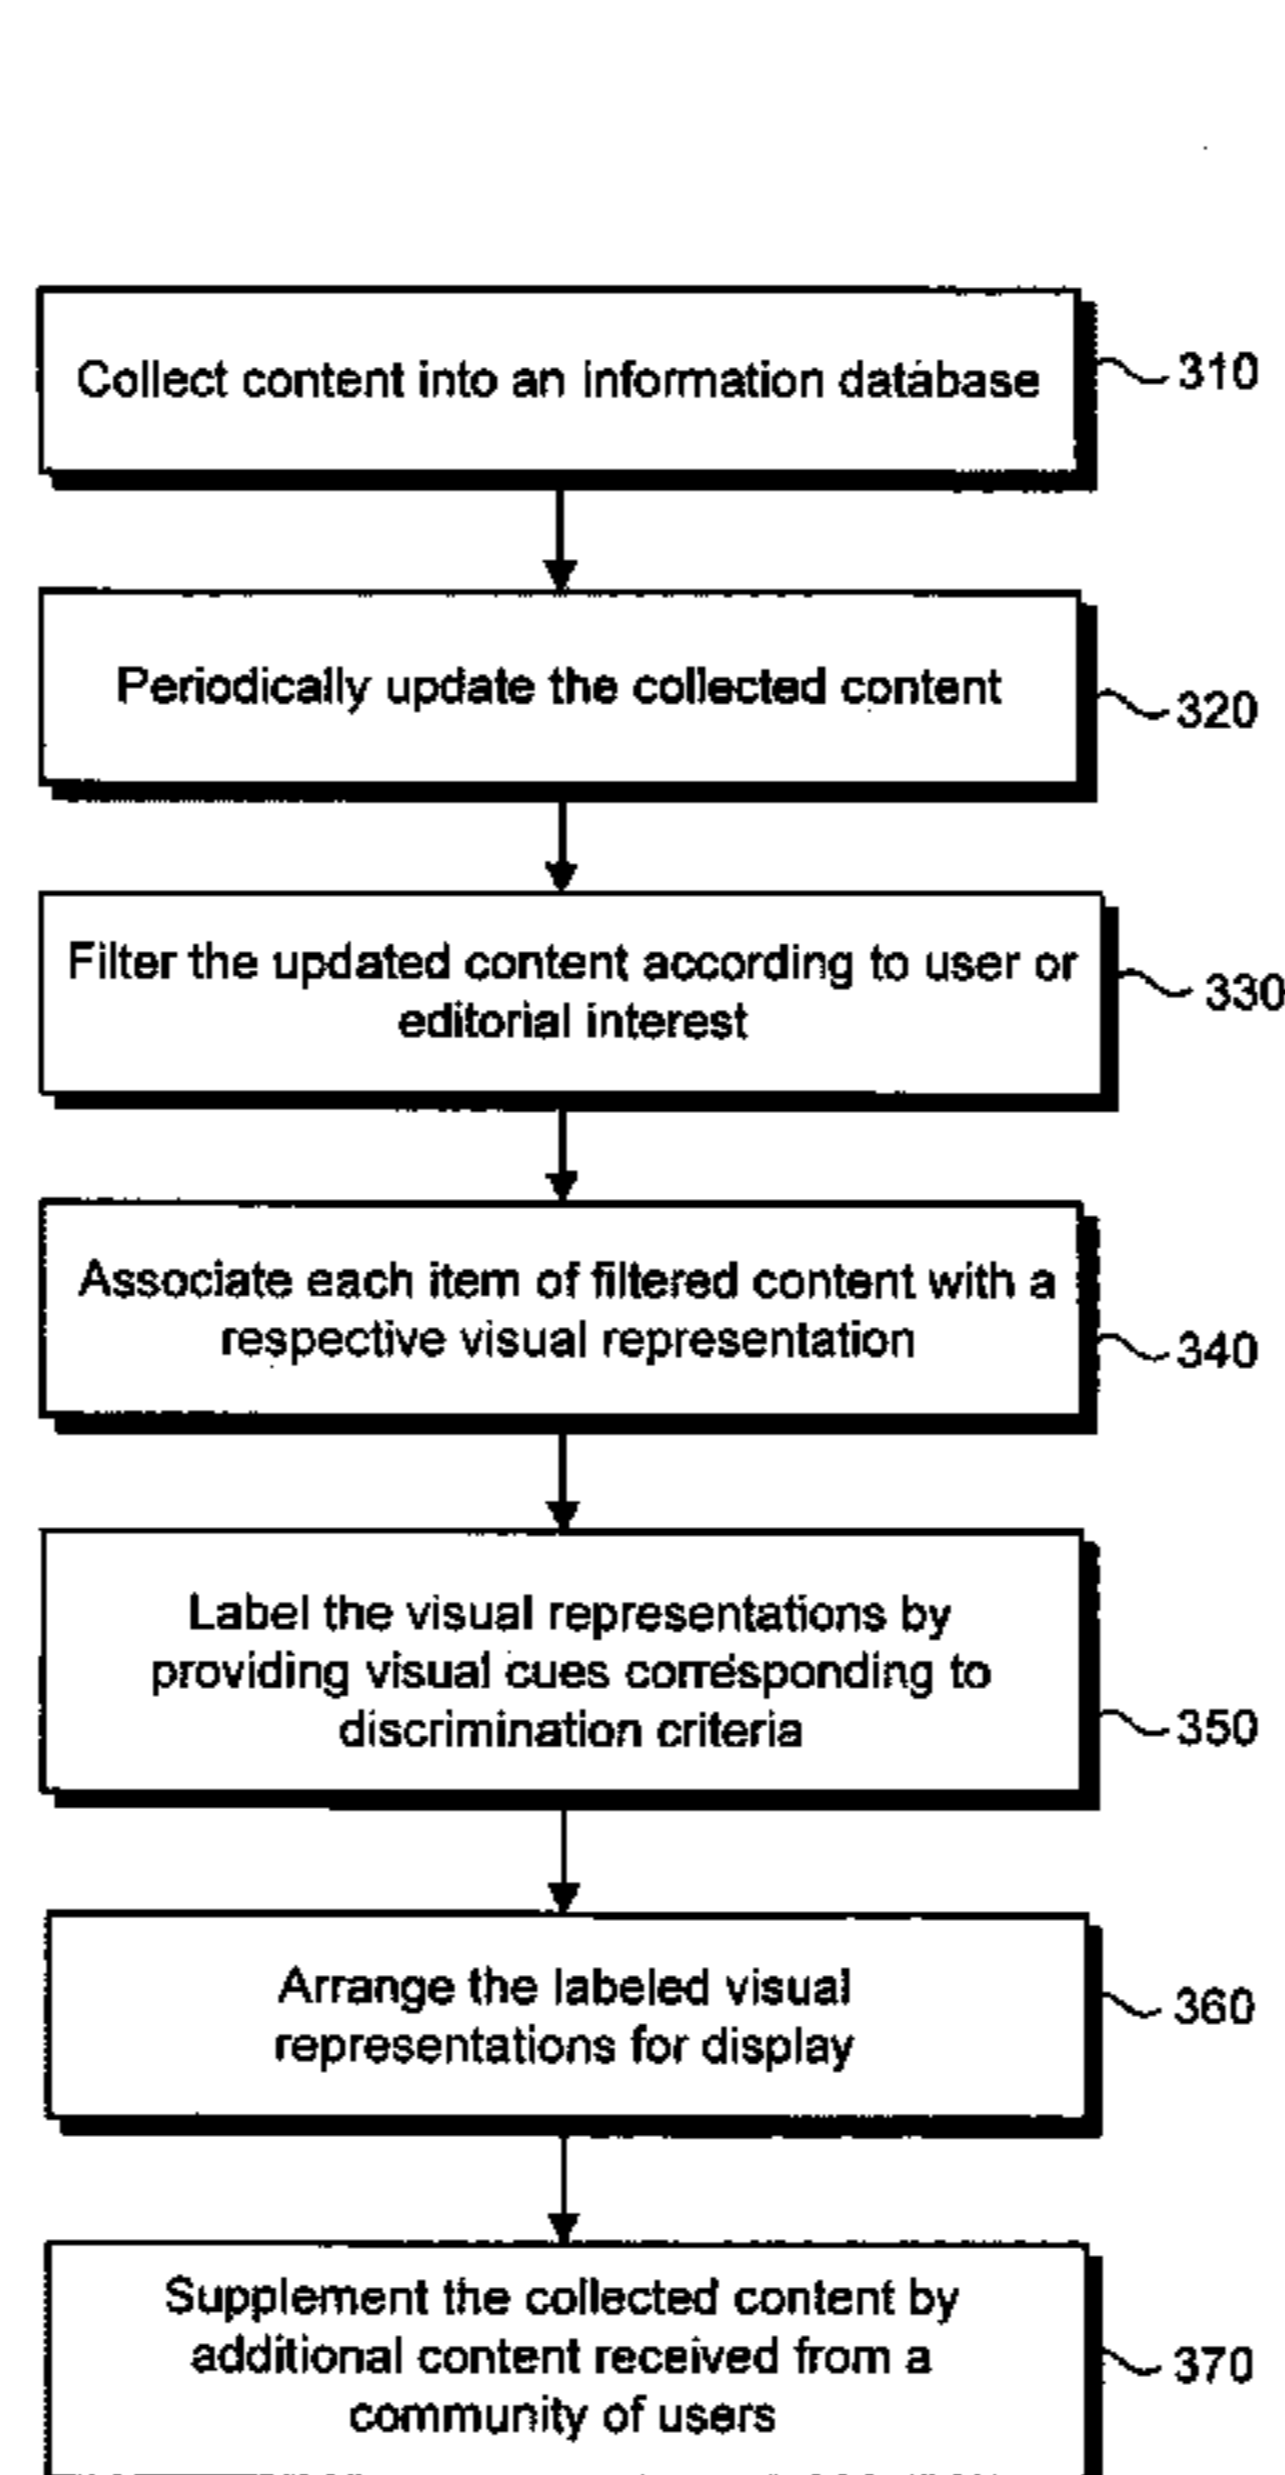 Collect content into an information database
310
Periodically update the collected content
320
Filter the updated content according to user or
editorial interest
330
Associate each item of filtered content with a
respective visual representation
340
Label the visual representations by
providing visual cues corresponding to
discrimination criteria
350
Arrange the labeled visual
representations for display
360
Supplement the collected content by
additional content received from a
community of users
370